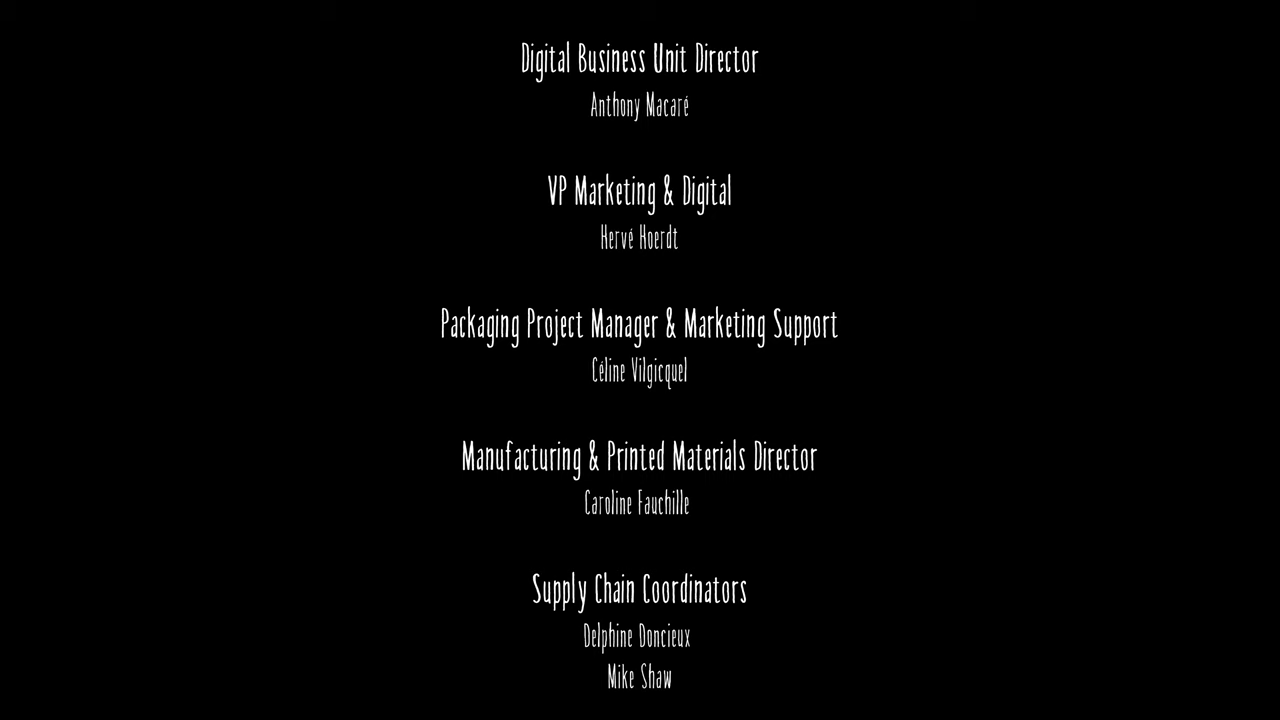 Digital Business Unit Director
Anthony Macaré
VP Marketing & Digital
Hervé Hoerdt
Packaging Project Manager & Marketing Support
Céline Vilgicquel
Manufacturing & Printed Materials Director
Caroline Fauchille
Supply Chain Coordinators
Delphine Doncieux
Mike Shaw